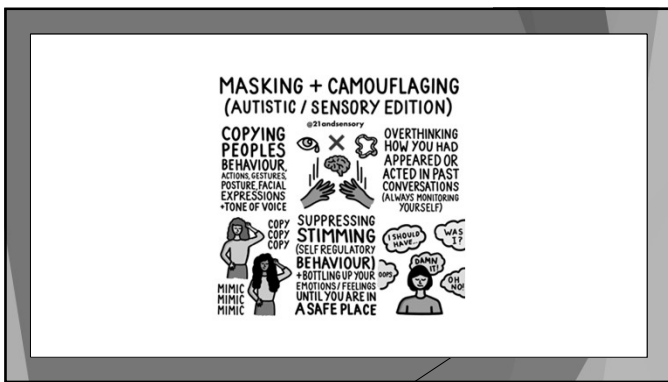 MASKING + CAMOUFLAGING
(AUTISTIC / SENSORY EDITION)
@21andsensory
COPYING
PEOPLES
BEHAVIOUR,
ACTIONS, GESTURES,
POSTURE, FACIAL
EXPRESSIONS
+TONE OF VOICE
OVERTHINKING
HOW YOU HAD
APPEARED OR
ACTED IN PAST
CONVERSATIONS
(ALWAYS MONITORING
YOURSELF)
COPY
COPY
COPY
MIMIC
MIMIC
MIMIC
SUPPRESSING
STIMMING
(SELF REGULATORY
BEHAVIOUR)
+BOTTLING UP YOUR
EMOTIONS / FEELINGS
UNTIL YOU ARE IN
A SAFE PLACE
I SHOULD
HAVE...
WAS
I?
DAMN
IT!
OOPS
OH
NO!